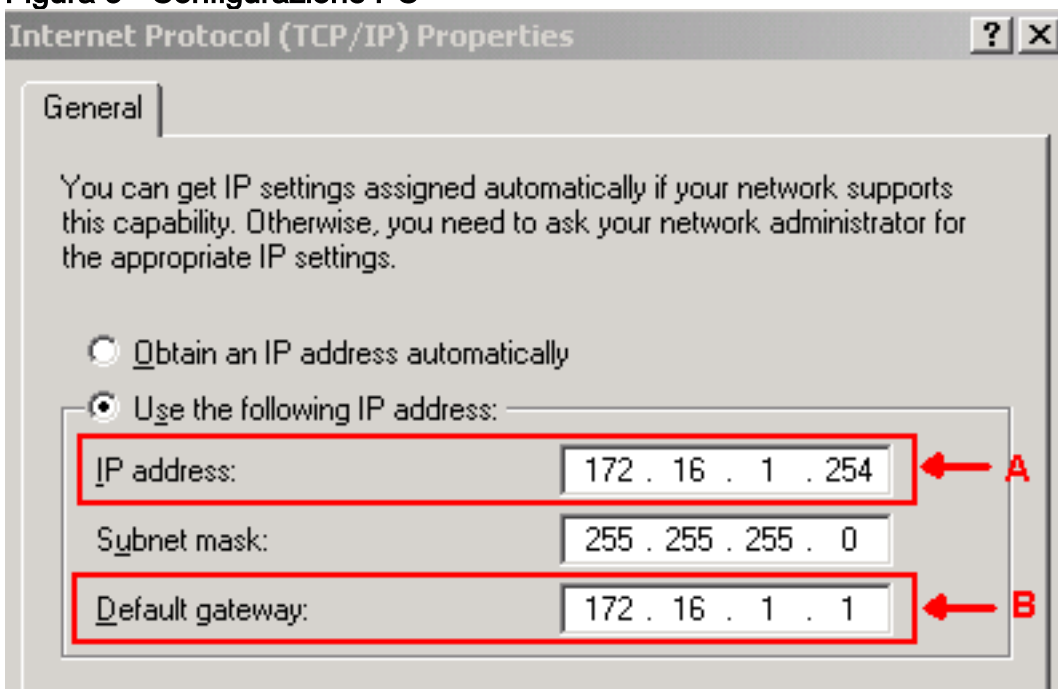 Internet Protocol (TCP/IP) Properties ? X
General
You can get IP settings assigned automatically if your network supports
this capability. Otherwise, you need to ask your network administrator for
the appropriate IP settings.
Obtain an IP address automatically
Use the following IP address:
IP address: 172 . 16 . 1 . 254 A
Subnet mask: 255 . 255 . 255 . 0
Default gateway: 172 . 16 . 1 . 1 B